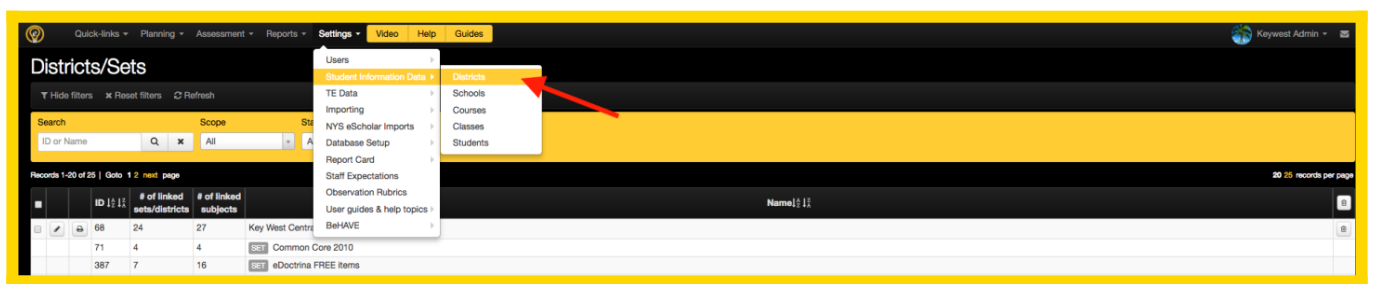 Quick-links Planning Assessment Reports Settings Video Help Guides Keywest Admin
Districts/Sets
Hide filters Reset filters Refresh
Users
Student Information Data
TE Data
Importing
NYS eScholar Imports
Database Setup
Report Card
Staff Expectations
Observation Rubrics
User guides & help topics
BeHAVE
Districts
Schools
Courses
Classes
Students
Search Scope Sta
ID or Name All A
Records 1-20 of 25 | Goto 1 2 next page 20 25 records per page
ID # of linked sets/districts # of linked subjects Name
68 24 27 Key West Centra
71 4 4 SET Common Core 2010
387 7 16 SET eDoctrina FREE items